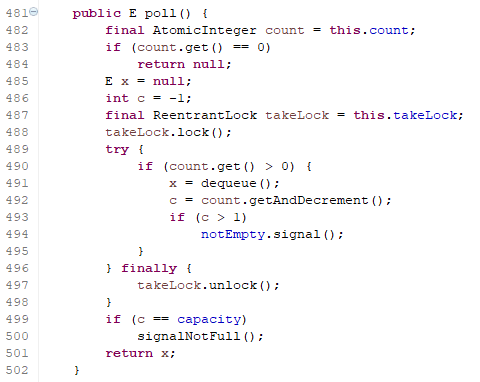 481 public E poll() {
482 final AtomicInteger count = this.count;
483 if (count.get() == 0)
484 return null;
485 E x = null;
486 int c = -1;
487 final ReentrantLock takeLock = this.takeLock;
488 takeLock.lock();
489 try {
490 if (count.get() > 0) {
491 x = dequeue();
492 c = count.getAndDecrement();
493 if (c > 1)
494 notEmpty.signal();
495 }
496 } finally {
497 takeLock.unlock();
498 }
499 if (c == capacity)
500 signalNotFull();
501 return x;
502 }